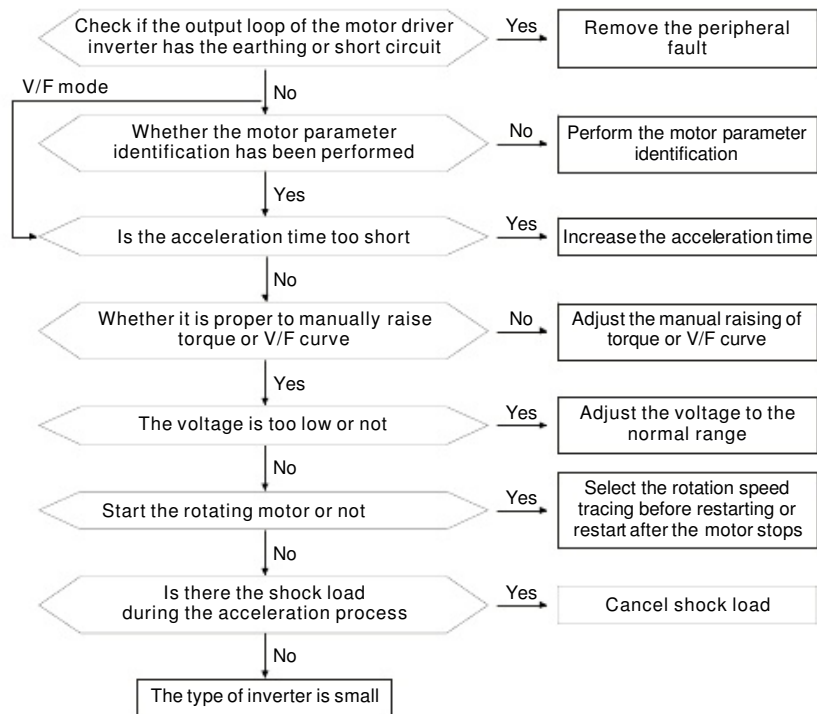 Check if the output loop of the motor driver
inverter has the earthing or short circuit
Yes
Remove the peripheral
fault
V/F mode
No
Whether the motor parameter
identification has been performed
No
Perform the motor parameter
identification
Yes
Is the acceleration time too short
Yes
Increase the acceleration time
No
Whether it is proper to manually raise
torque or V/F curve
No
Adjust the manual raising of
torque or V/F curve
Yes
The voltage is too low or not
Yes
Adjust the voltage to the
normal range
No
Start the rotating motor or not
Yes
Select the rotation speed
tracing before restarting or
restart after the motor stops
No
Is there the shock load
during the acceleration process
Yes
Cancel shock load
No
The type of inverter is small